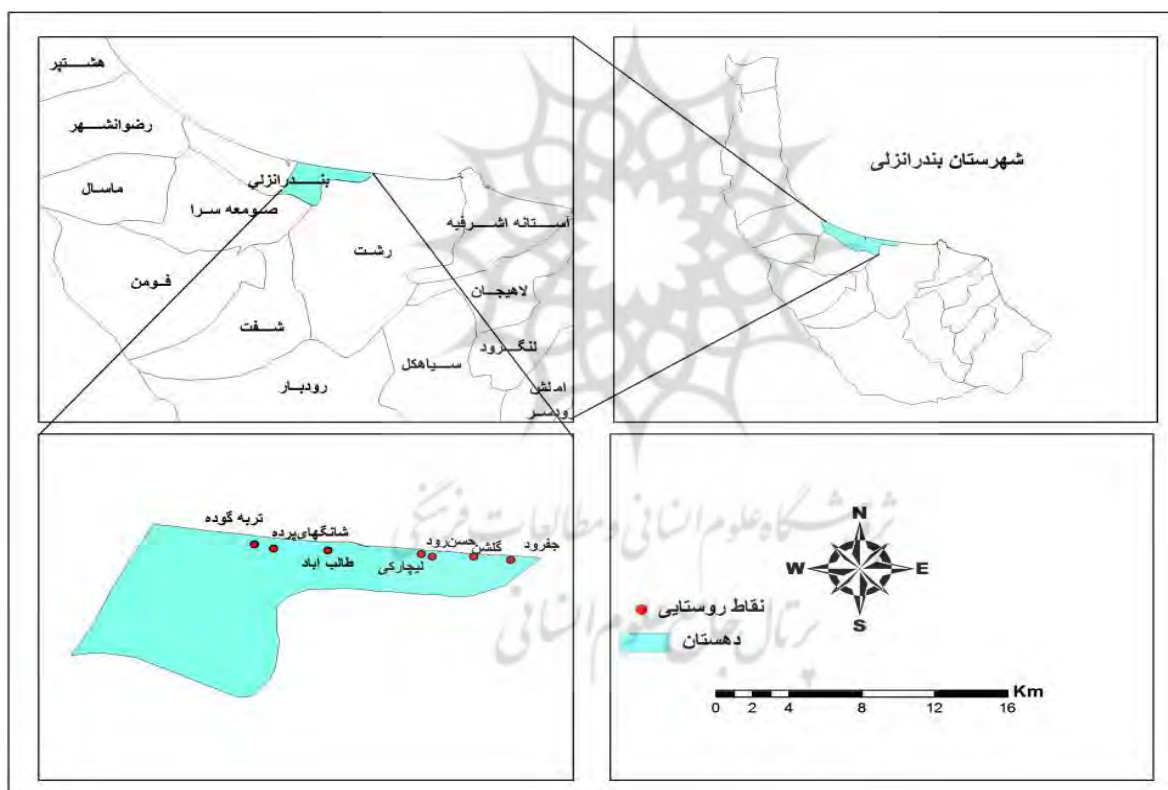 شهرستان بندرانزلی
هشتپر
رضوانشهر
ماسال
بندرانزلی
صومعه سرا
آستانه اشرفیه
رشت
فومن
لاهیجان
شفت
لنگرود
سیاهکل
رودبار
املش
رودسر
تربه گوده
شانگهای پرده
طالب اباد
لیچارکی
حسن رود
گلشن
جفرود
پژوهشگاه علوم انسانی و مطالعات فرهنگی
پرتال جامع علوم انسانی
N
W E
S
نقاط روستایی
دهستان
Km
0 2 4 8 12 16